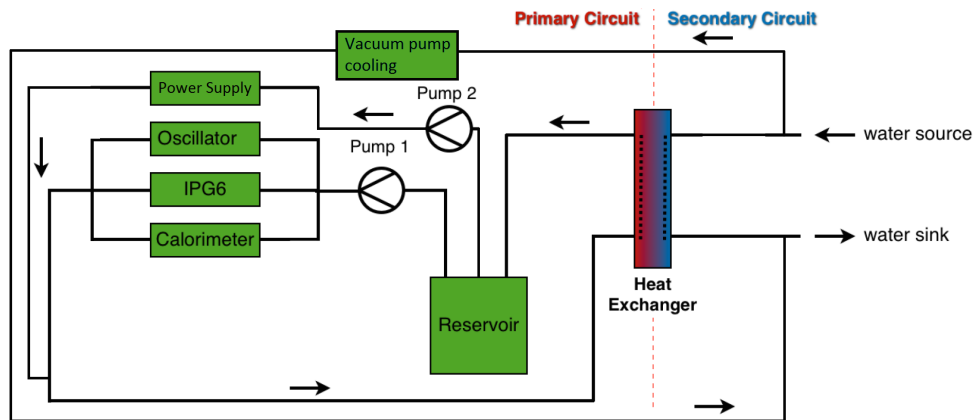 Primary Circuit
Secondary Circuit
Vacuum pump
cooling
Power Supply
Pump 2
Oscillator
Pump 1
water source
IPG6
Calorimeter
water sink
Heat
Exchanger
Reservoir